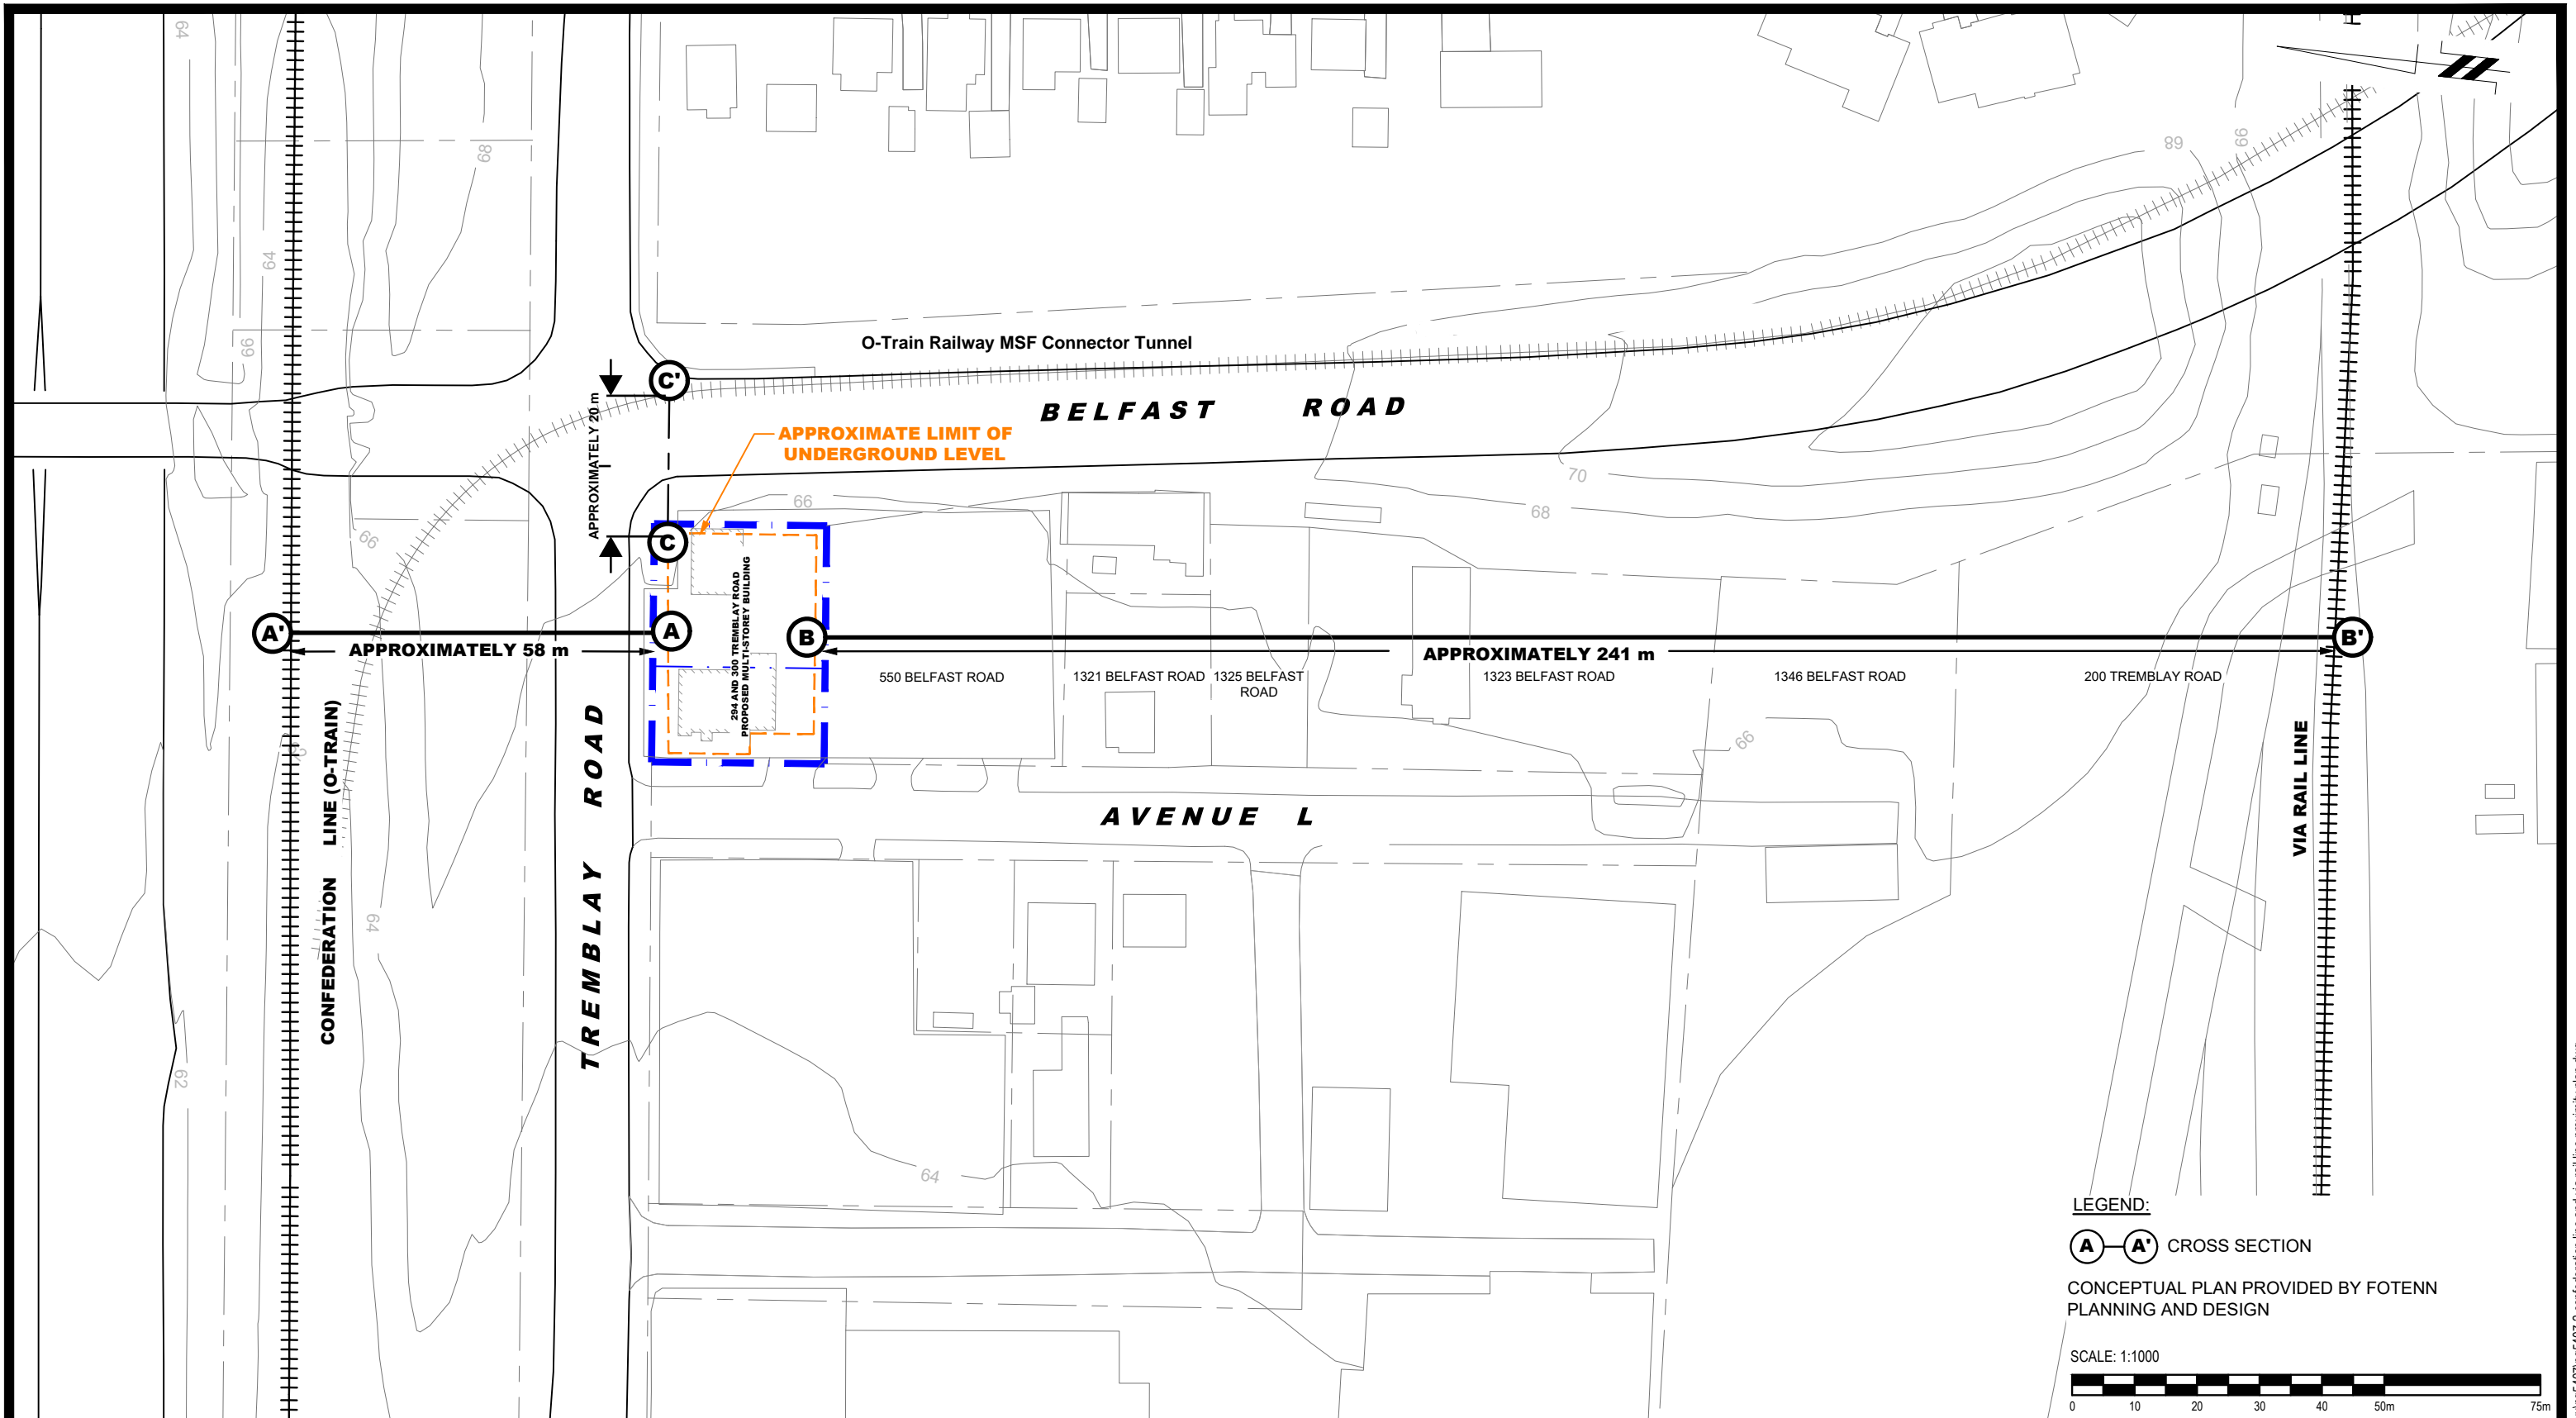 64
68
64
66
68
66
O-Train Railway MSF Connector Tunnel
C'
APPROXIMATELY 20 m
BELFAST ROAD
APPROXIMATE LIMIT OF
UNDERGROUND LEVEL
66
70
68
66
C
A'
APPROXIMATELY 58 m
A
B
APPROXIMATELY 241 m
B'
294 AND 300 TREMBLAY ROAD
PROPOSED MULTI-STOREY BUILDING
550 BELFAST ROAD
1321 BELFAST ROAD
1325 BELFAST
ROAD
1323 BELFAST ROAD
1346 BELFAST ROAD
200 TREMBLAY ROAD
CONFEDERATION LINE (O-TRAIN)
TREMBLAY ROAD
66
VIA RAIL LINE
AVENUE L
64
62
64
LEGEND:
A A' CROSS SECTION
CONCEPTUAL PLAN PROVIDED BY FOTENN
PLANNING AND DESIGN
SCALE: 1:1000
0 10 20 30 40 50m 75m